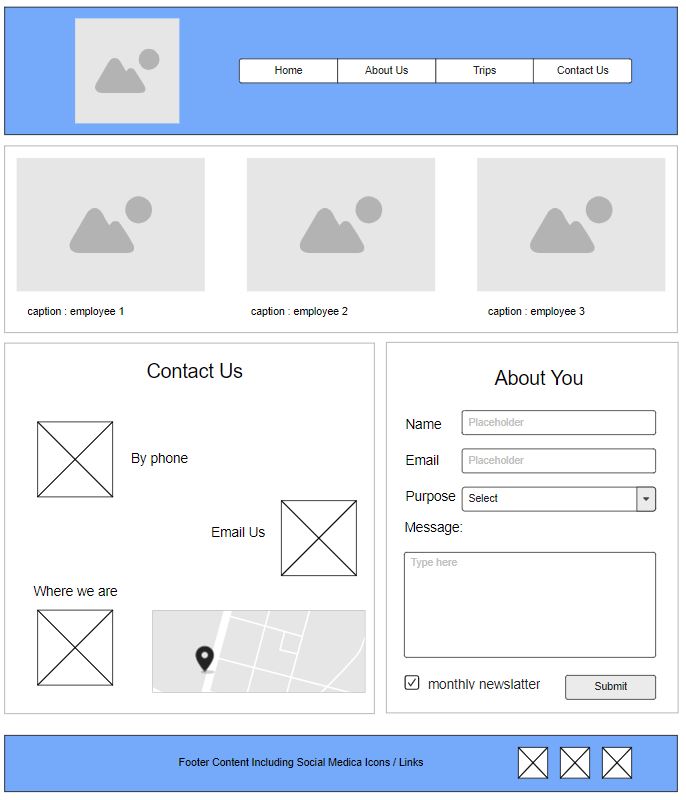 Home
About Us
Trips
Contact Us
caption : employee 1
caption : employee 2
caption : employee 3
Contact Us
By phone
Email Us
Where we are
About You
Name
Placeholder
Email
Placeholder
Purpose
Select
Message:
Type here
monthly newslatter
Submit
Footer Content Including Social Medica Icons / Links